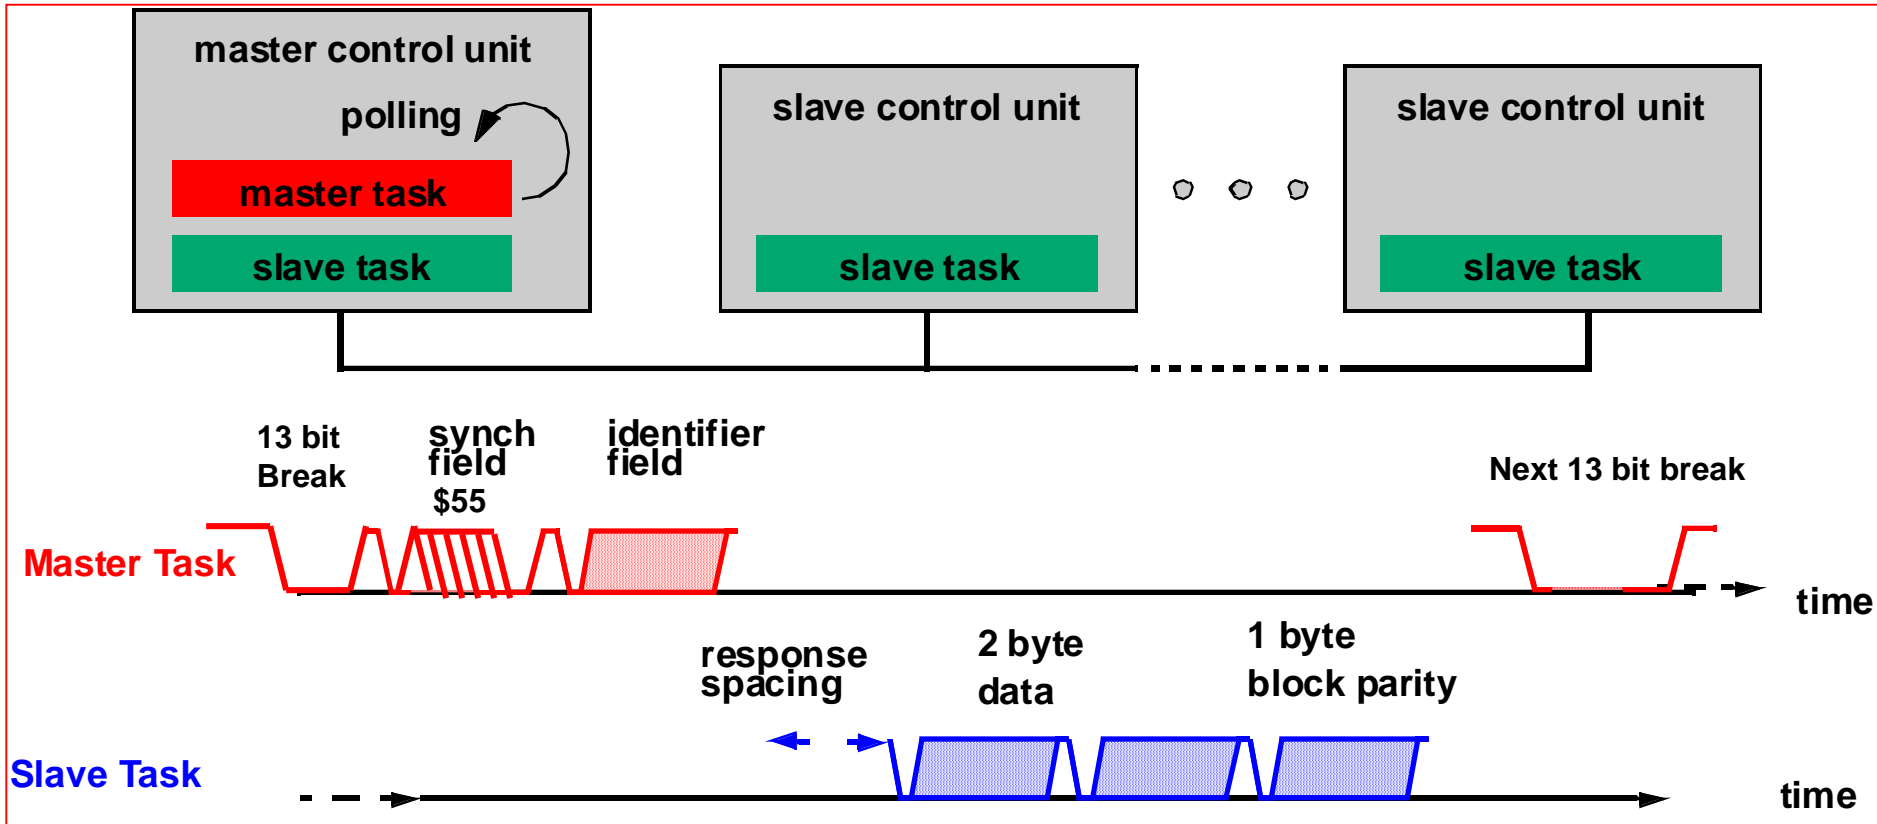 master control unit
polling
master task
slave task
slave control unit
slave task
slave control unit
slave task
13 bit
Break
synch
field
$55
identifier
field
Next 13 bit break
Master Task
time
response
spacing
2 byte
data
1 byte
block parity
Slave Task
time